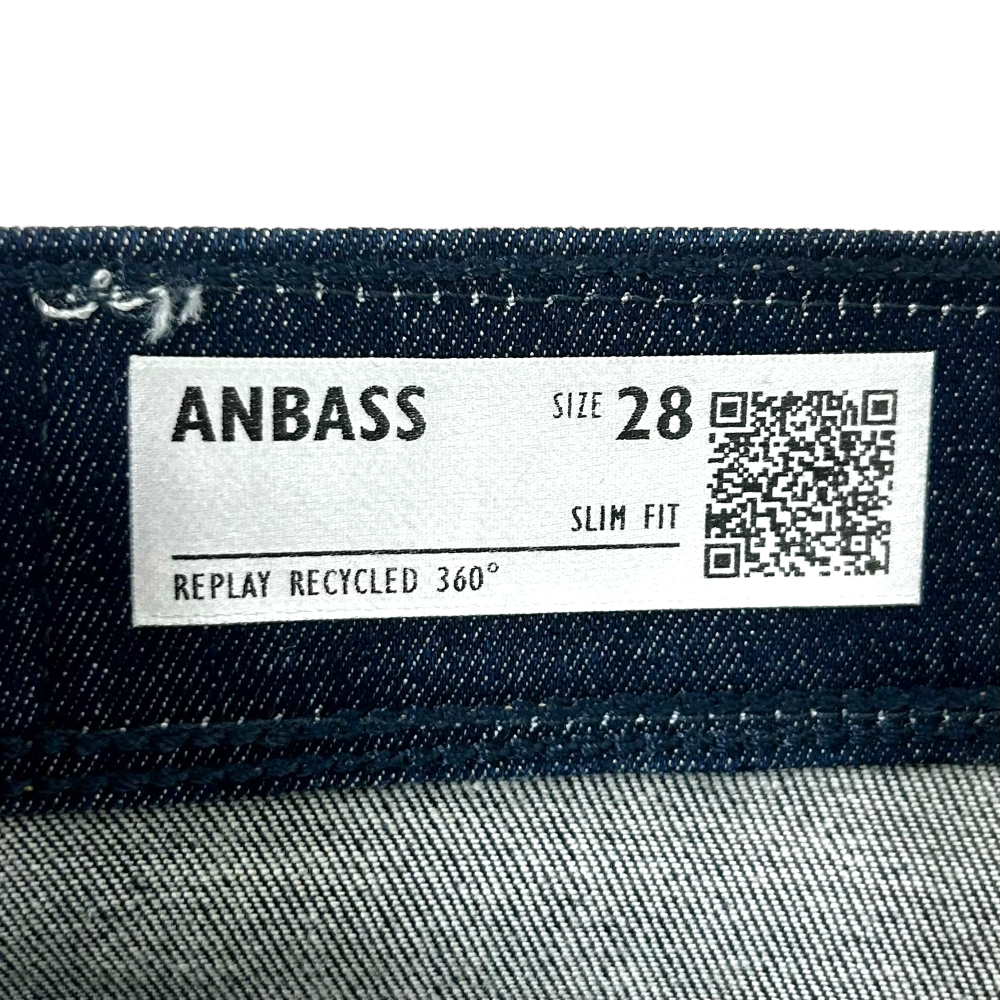 ANBASS SIZE 28
SLIM FIT
REPLAY RECYCLED 360°